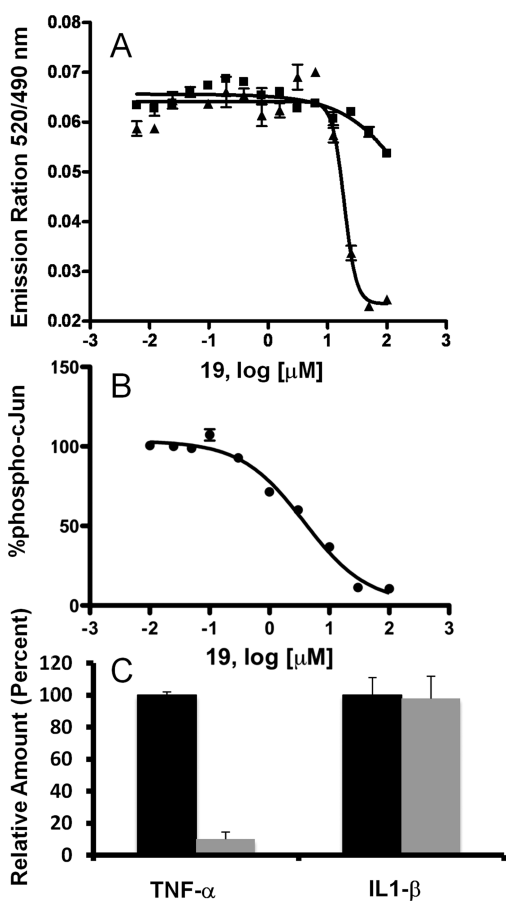 A
Emission Ration 520/490 nm
0.08
0.07
0.06
0.05
0.04
0.03
0.02
-3 -2 -1 0 1 2 3
19, log [µM]
B
%phospho-cJun
150
100
50
0
-3 -2 -1 0 1 2 3
19, log [µM]
C
Relative Amount (Percent)
120
100
80
60
40
20
0
TNF-α IL1-β